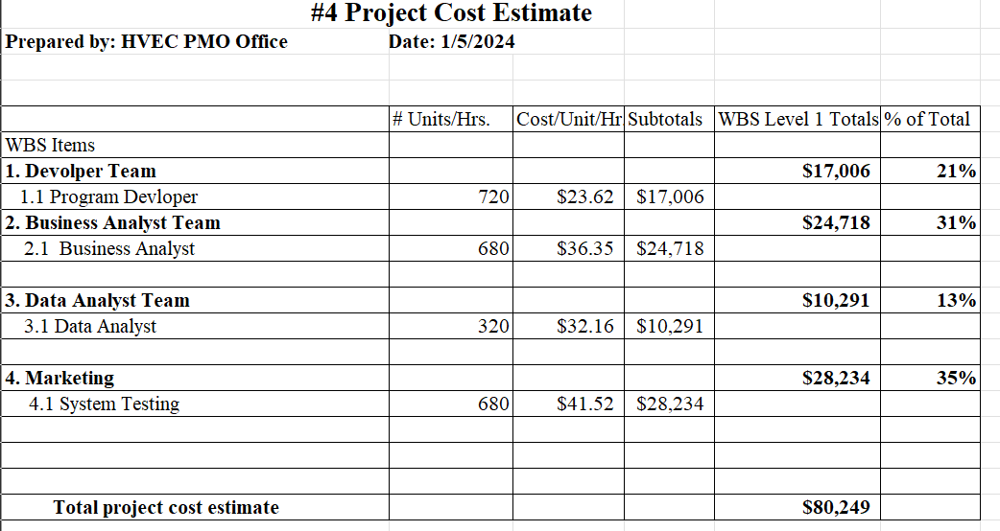 #4 Project Cost Estimate
Prepared by: HVEC PMO Office Date: 1/5/2024
# Units/Hrs. Cost/Unit/Hr. Subtotals WBS Level 1 Totals % of Total
WBS Items
1. Devolper Team $17,006 21%
1.1 Program Devloper 720 $23.62 $17,006
2. Business Analyst Team $24,718 31%
2.1 Business Analyst 680 $36.35 $24,718
3. Data Analyst Team $10,291 13%
3.1 Data Analyst 320 $32.16 $10,291
4. Marketing $28,234 35%
4.1 System Testing 680 $41.52 $28,234
Total project cost estimate $80,249